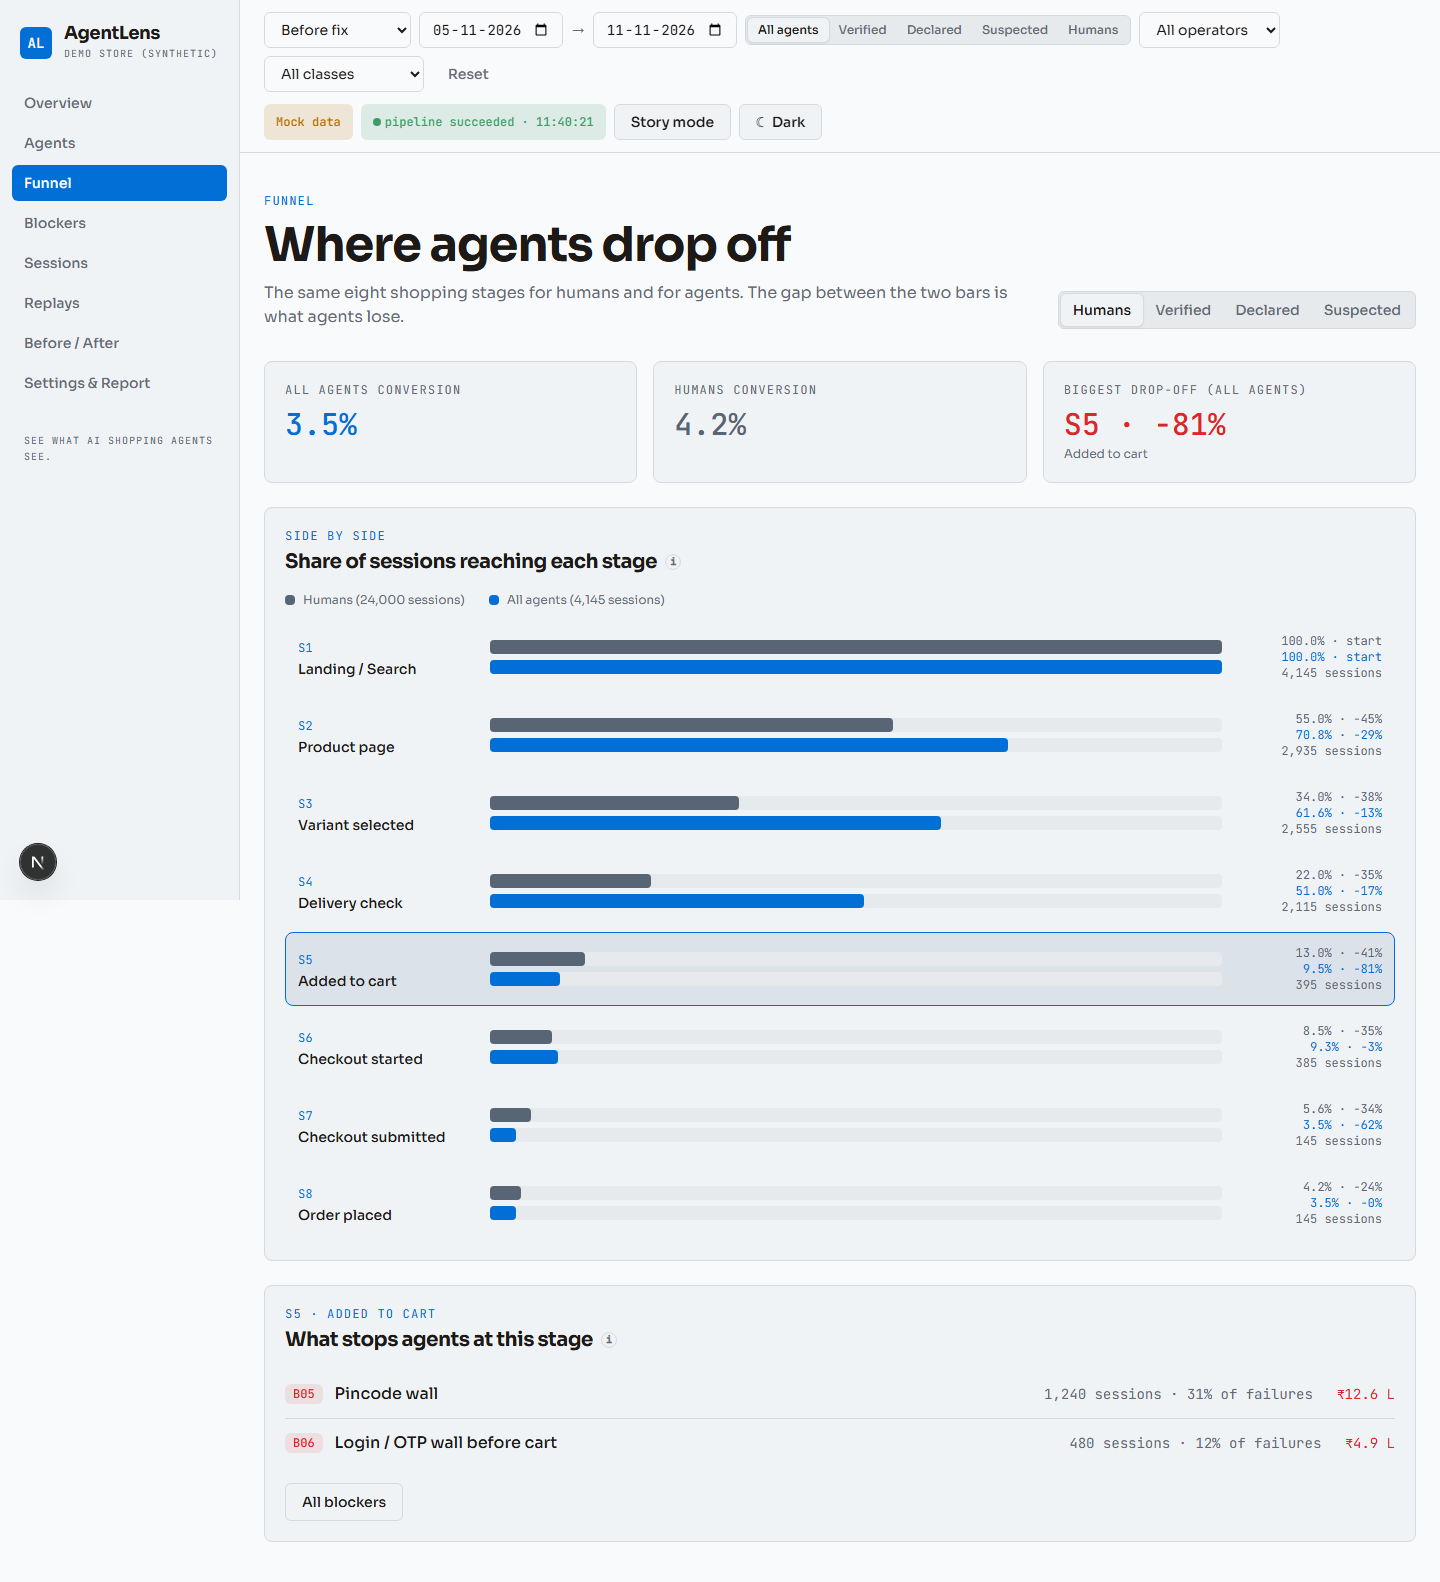 AL
AgentLens
DEMO STORE (SYNTHETIC)
Overview
Agents
Funnel
Blockers
Sessions
Replays
Before / After
Settings & Report
SEE WHAT AI SHOPPING AGENTS
SEE.
N
Before fix
05-11-2026
→
11-11-2026
All agents
Verified
Declared
Suspected
Humans
All operators
All classes
Reset
Mock data
pipeline succeeded · 11:40:21
Story mode
☾ Dark
FUNNEL
Where agents drop off
The same eight shopping stages for humans and for agents. The gap between the two bars is
what agents lose.
Humans
Verified
Declared
Suspected
ALL AGENTS CONVERSION
3.5%
HUMANS CONVERSION
4.2%
BIGGEST DROP-OFF (ALL AGENTS)
S5 · -81%
Added to cart
SIDE BY SIDE
Share of sessions reaching each stage i
Humans (24,000 sessions)
All agents (4,145 sessions)
S1
Landing / Search
100.0% · start
100.0% · start
4,145 sessions
S2
Product page
55.0% · -45%
70.8% · -29%
2,935 sessions
S3
Variant selected
34.0% · -38%
61.6% · -13%
2,555 sessions
S4
Delivery check
22.0% · -35%
51.0% · -17%
2,115 sessions
S5
Added to cart
13.0% · -41%
9.5% · -81%
395 sessions
S6
Checkout started
8.5% · -35%
9.3% · -3%
385 sessions
S7
Checkout submitted
5.6% · -34%
3.5% · -62%
145 sessions
S8
Order placed
4.2% · -24%
3.5% · -0%
145 sessions
S5 · ADDED TO CART
What stops agents at this stage i
B05 Pincode wall 1,240 sessions · 31% of failures ₹12.6 L
B06 Login / OTP wall before cart 480 sessions · 12% of failures ₹4.9 L
All blockers